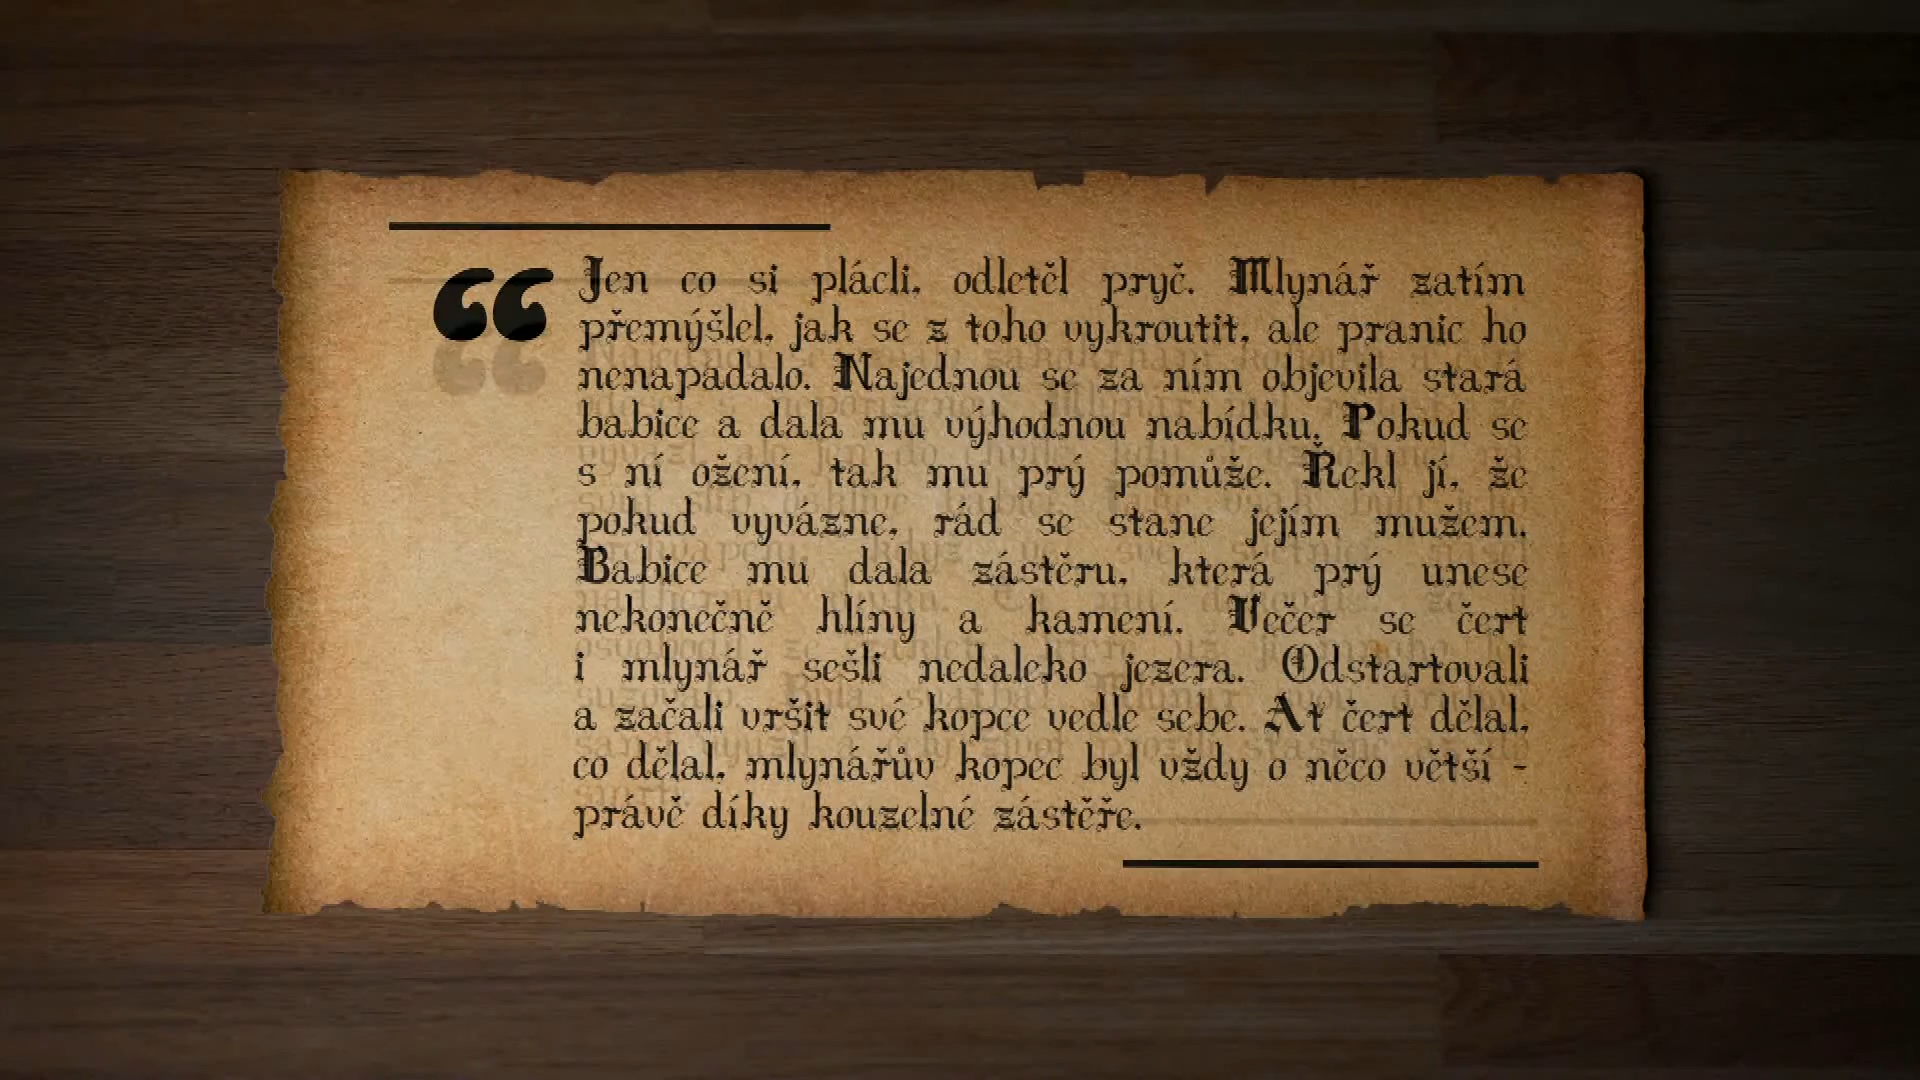 “ Jen co si plácli, odletěl pryč. Mlynář zatím
přemýšlel, jak se z toho vykroutit, ale pranic ho
nenapadalo. Najednou se za ním objevila stará
babice a dala mu výhodnou nabídku. Pokud se
s ní ožení, tak mu prý pomůže. Řekl jí, že
pokud vyvázne, rád se stane jejím mužem.
Babice mu dala zástěru, která prý unese
nekonečně hlíny a kamení. Večer se čert
i mlynář sešli nedaleko jezera. Odstartovali
a začali vršit své kopce vedle sebe. Ať čert dělal,
co dělal, mlynářův kopec byl vždy o něco větší -
právě díky kouzelné zástěře.